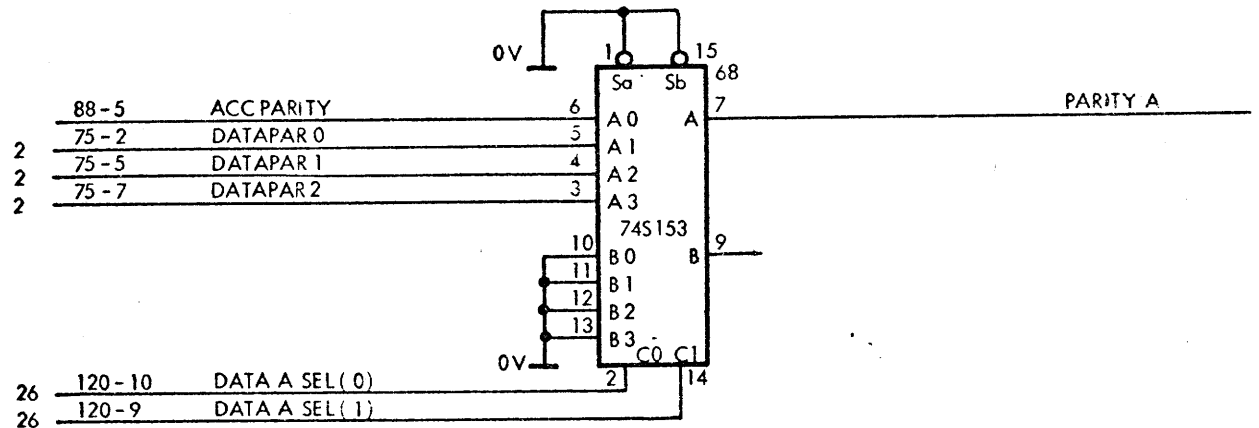 0V 1 15
Sa Sb 68
88-5 ACC PARITY 6 A0 A 7 PARITY A
2 75-2 DATAPAR 0 5 A1
2 75-5 DATAPAR 1 4 A2
2 75-7 DATAPAR 2 3 A3
74S153
10 B0 B 9
11 B1
12 B2
13 B3
0V C0 C1
2 14
26 120-10 DATA A SEL(0)
26 120-9 DATA A SEL(1)